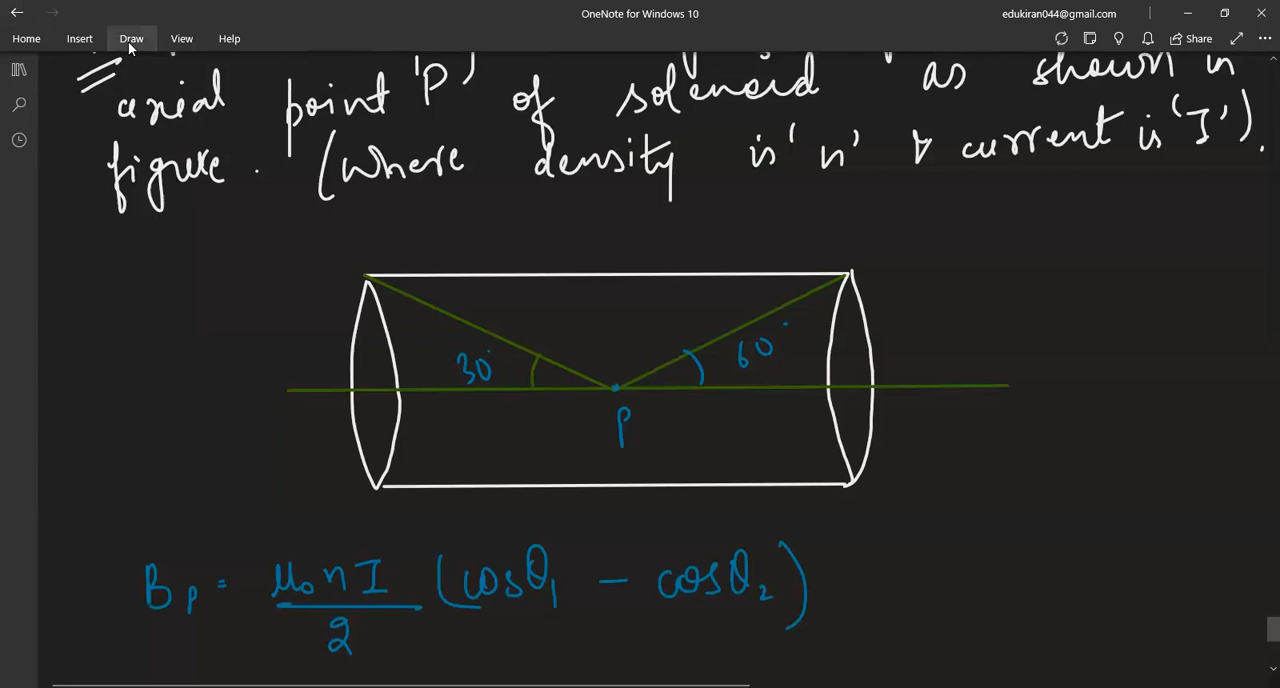 OneNote for Windows 10
edukiran044@gmail.com
Home Insert Draw View Help
Share
axial point 'P' of solenoid as shown in
figure. (where density is 'n' & current is 'I').
30°
60°
P
B_P = μ₀nI/2 (cosθ₁ − cosθ₂)